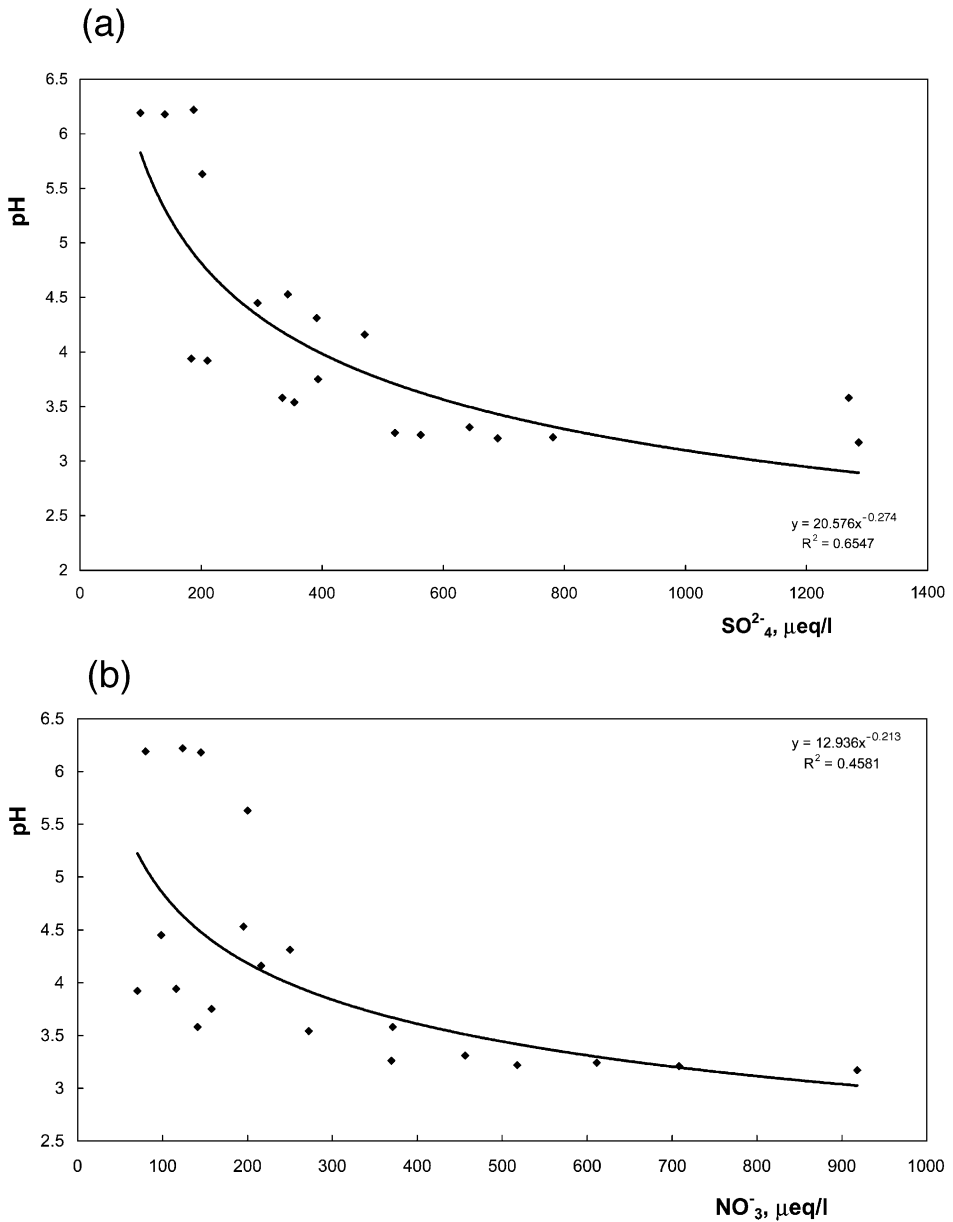 (a)
6.5
6
5.5
5
4.5
4
3.5
3
2.5
2
pH
0 200 400 600 800 1000 1200 1400
y = 20.576x^−0.274
R² = 0.6547
SO²⁻₄, µeq/l
(b)
6.5
6
5.5
5
4.5
4
3.5
3
2.5
pH
y = 12.936x^−0.213
R² = 0.4581
0 100 200 300 400 500 600 700 800 900 1000
NO⁻₃, µeq/l